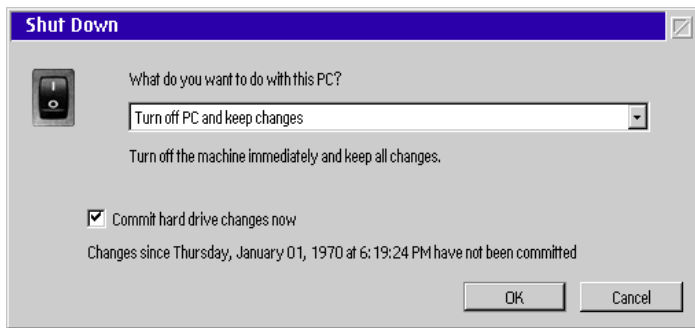 Shut Down
What do you want to do with this PC?
Turn off PC and keep changes
Turn off the machine immediately and keep all changes.
Commit hard drive changes now
Changes since Thursday, January 01, 1970 at 6:19:24 PM have not been committed
OK
Cancel